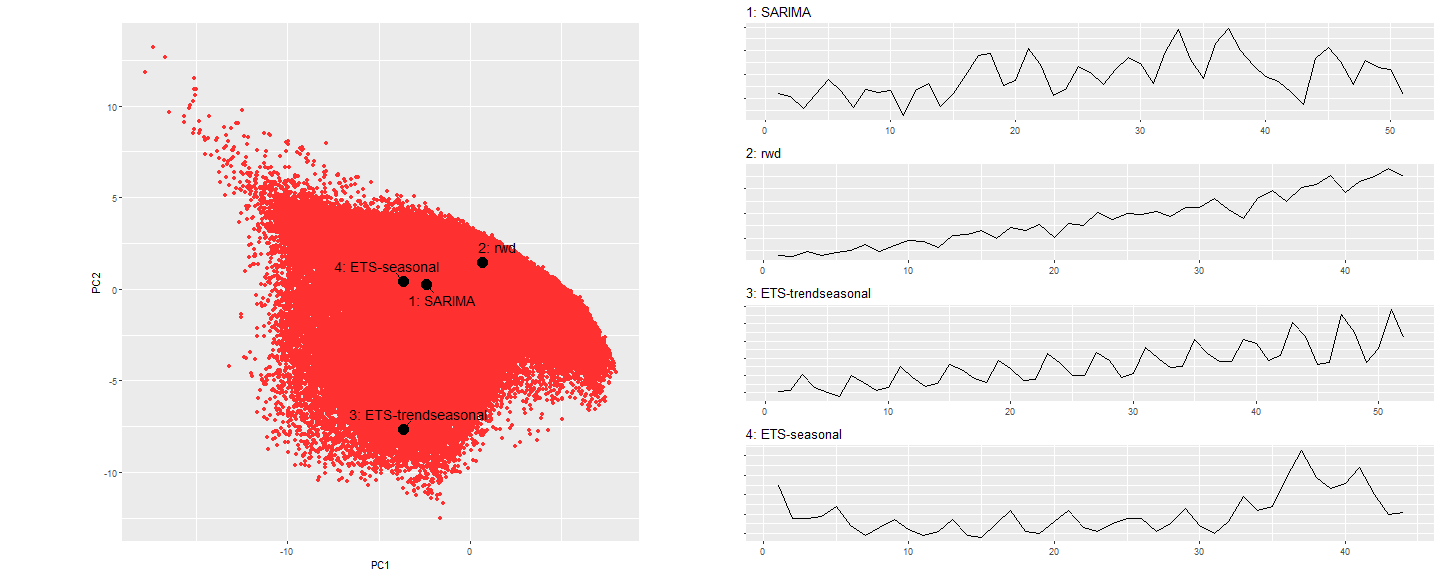 10
5
0
-5
-10
PC2
-10
0
PC1
2: rwd
4: ETS-seasonal
1: SARIMA
3: ETS-trendseasonal
1: SARIMA
0 10 20 30 40 50
2: rwd
0 10 20 30 40
3: ETS-trendseasonal
0 10 20 30 40 50
4: ETS-seasonal
0 10 20 30 40